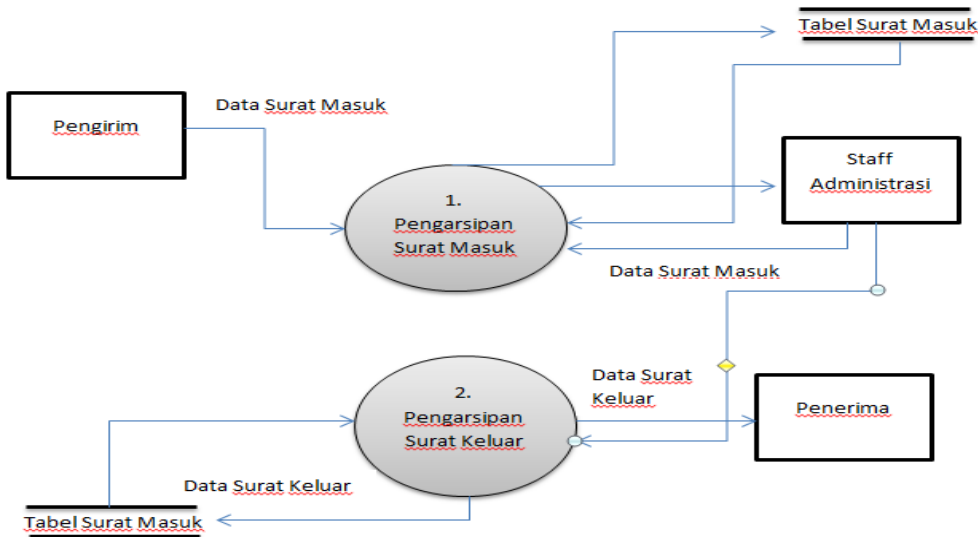 Tabel Surat Masuk
Data Surat Masuk
Pengirim
Staff
Administrasi
1.
Pengarsipan
Surat Masuk
Data Surat Masuk
Data Surat
Keluar
2.
Pengarsipan
Surat Keluar
Penerima
Data Surat Keluar
Tabel Surat Masuk